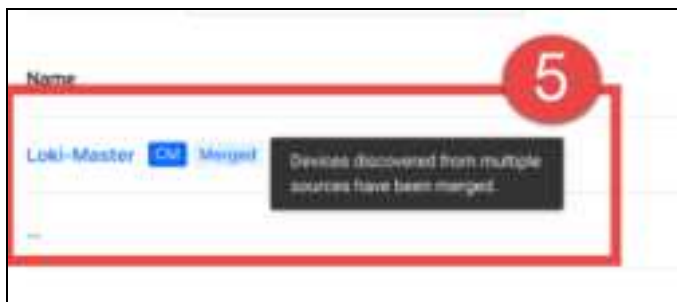 5
Name
Loki-Master CM Merged
Devices discovered from multiple
sources have been merged.
--